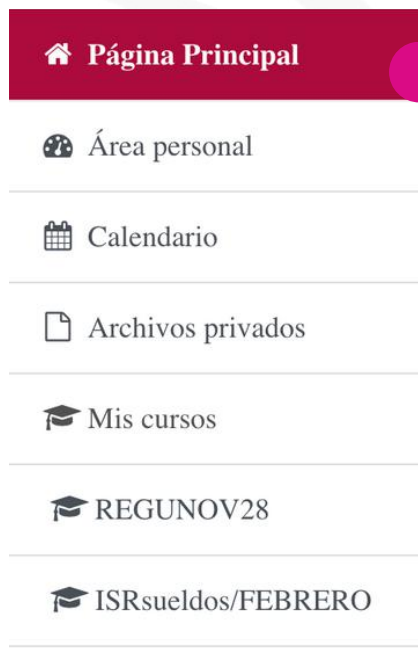 Página Principal
Área personal
Calendario
Archivos privados
Mis cursos
REGUNOV28
ISRsueldos/FEBRERO